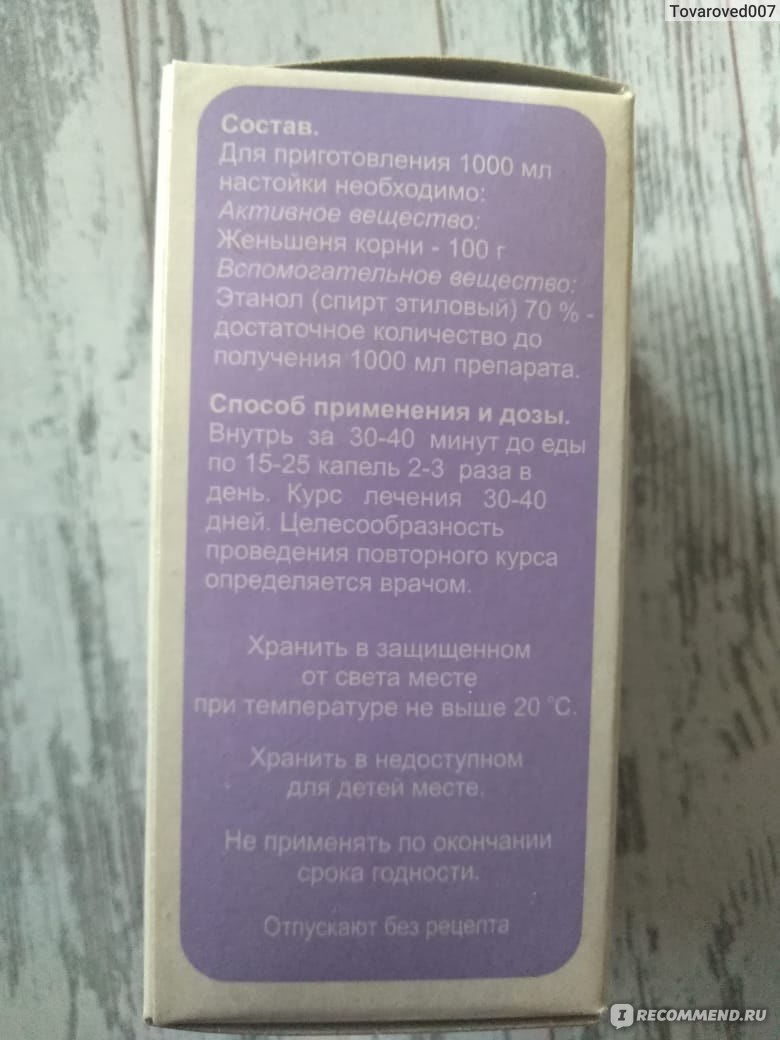 Tovaroved007
Состав.
Для приготовления 1000 мл
настойки необходимо:
Активное вещество:
Женьшеня корни - 100 г
Вспомогательное вещество:
Этанол (спирт этиловый) 70 % -
достаточное количество до
получения 1000 мл препарата.
Способ применения и дозы.
Внутрь за 30-40 минут до еды
по 15-25 капель 2-3 раза в
день. Курс лечения 30-40
дней. Целесообразность
проведения повторного курса
определяется врачом.
Хранить в защищенном
от света месте
при температуре не выше 20 °С.
Хранить в недоступном
для детей месте.
Не применять по окончании
срока годности.
Отпускают без рецепта
I RECOMMEND.RU